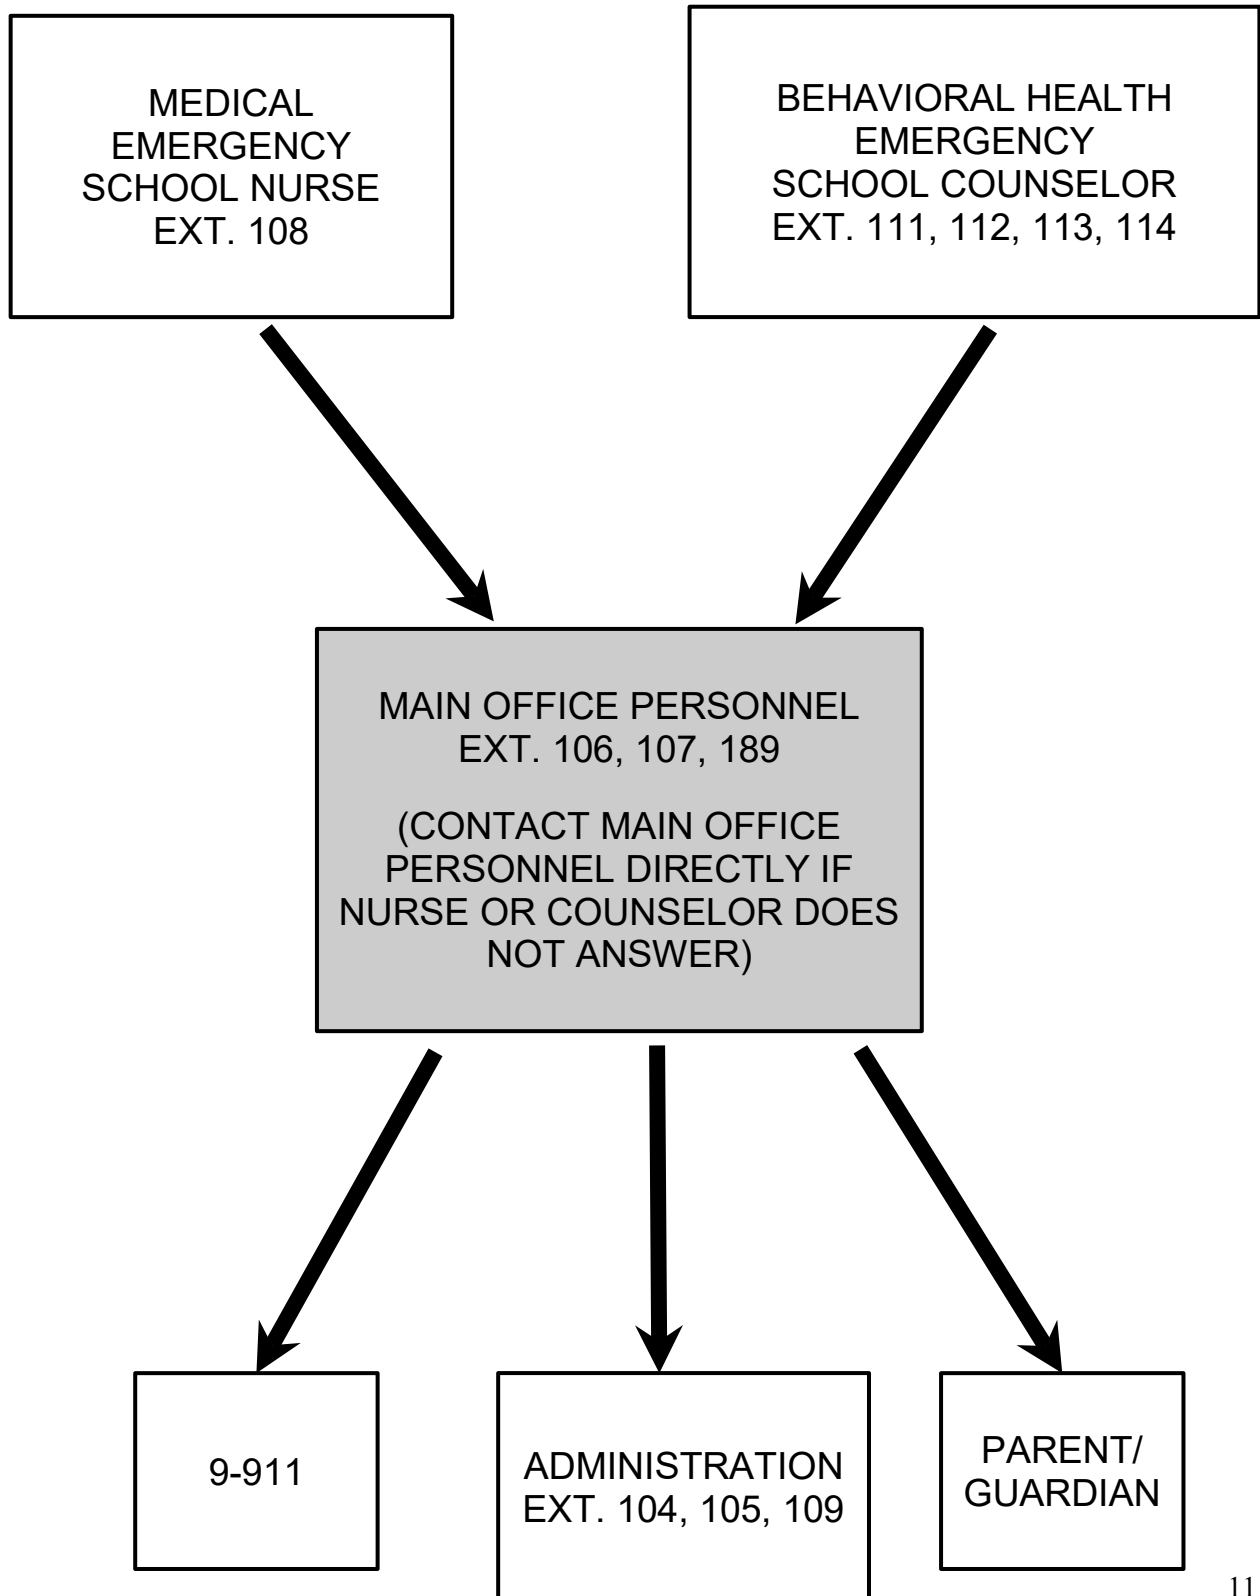 MEDICAL
EMERGENCY
SCHOOL NURSE
EXT. 108
BEHAVIORAL HEALTH
EMERGENCY
SCHOOL COUNSELOR
EXT. 111, 112, 113, 114
MAIN OFFICE PERSONNEL
EXT. 106, 107, 189
(CONTACT MAIN OFFICE
PERSONNEL DIRECTLY IF
NURSE OR COUNSELOR DOES
NOT ANSWER)
9-911
ADMINISTRATION
EXT. 104, 105, 109
PARENT/
GUARDIAN
11